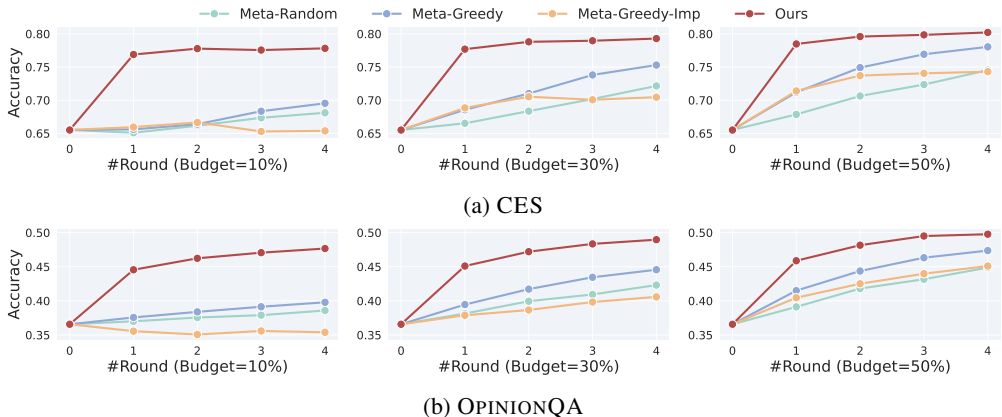 Meta-Random Meta-Greedy Meta-Greedy-Imp Ours
Accuracy
0.80
0.75
0.70
0.65
0 1 2 3 4
#Round (Budget=10%)
0.80
0.75
0.70
0.65
0 1 2 3 4
#Round (Budget=30%)
0.80
0.75
0.70
0.65
0 1 2 3 4
#Round (Budget=50%)
(a) CES
Accuracy
0.50
0.45
0.40
0.35
0 1 2 3 4
#Round (Budget=10%)
0.50
0.45
0.40
0.35
0 1 2 3 4
#Round (Budget=30%)
0.50
0.45
0.40
0.35
0 1 2 3 4
#Round (Budget=50%)
(b) OPINIONQA